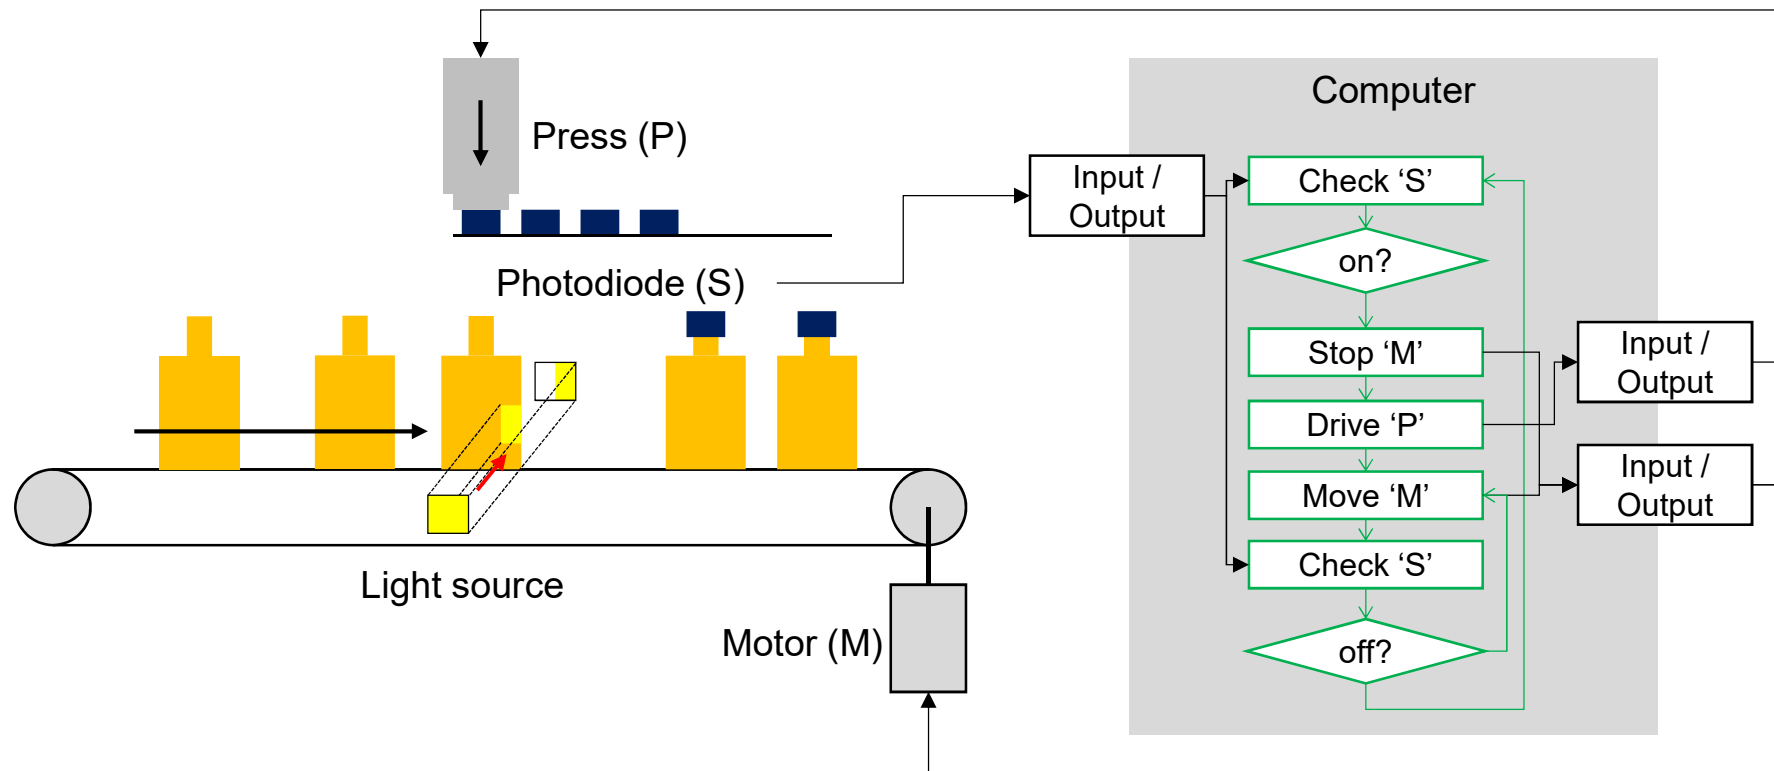 Computer
Press (P)
Input /
Output
Check ‘S’
on?
Photodiode (S)
Stop ‘M’
Input /
Output
Drive ‘P’
Move ‘M’
Input /
Output
Check ‘S’
Light source
Motor (M)
off?